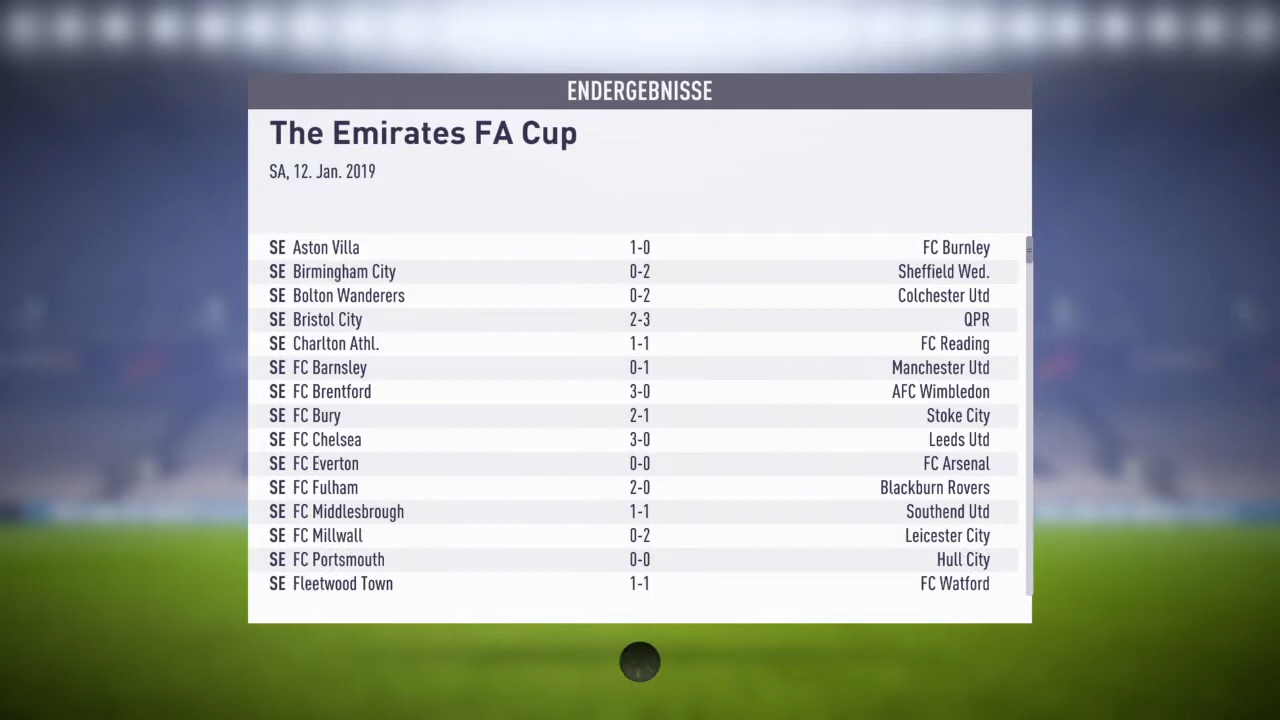 ENDERGEBNISSE
The Emirates FA Cup
SA, 12. Jan. 2019
SE Aston Villa 1-0 FC Burnley
SE Birmingham City 0-2 Sheffield Wed.
SE Bolton Wanderers 0-2 Colchester Utd
SE Bristol City 2-3 QPR
SE Charlton Athl. 1-1 FC Reading
SE FC Barnsley 0-1 Manchester Utd
SE FC Brentford 3-0 AFC Wimbledon
SE FC Bury 2-1 Stoke City
SE FC Chelsea 3-0 Leeds Utd
SE FC Everton 0-0 FC Arsenal
SE FC Fulham 2-0 Blackburn Rovers
SE FC Middlesbrough 1-1 Southend Utd
SE FC Millwall 0-2 Leicester City
SE FC Portsmouth 0-0 Hull City
SE Fleetwood Town 1-1 FC Watford